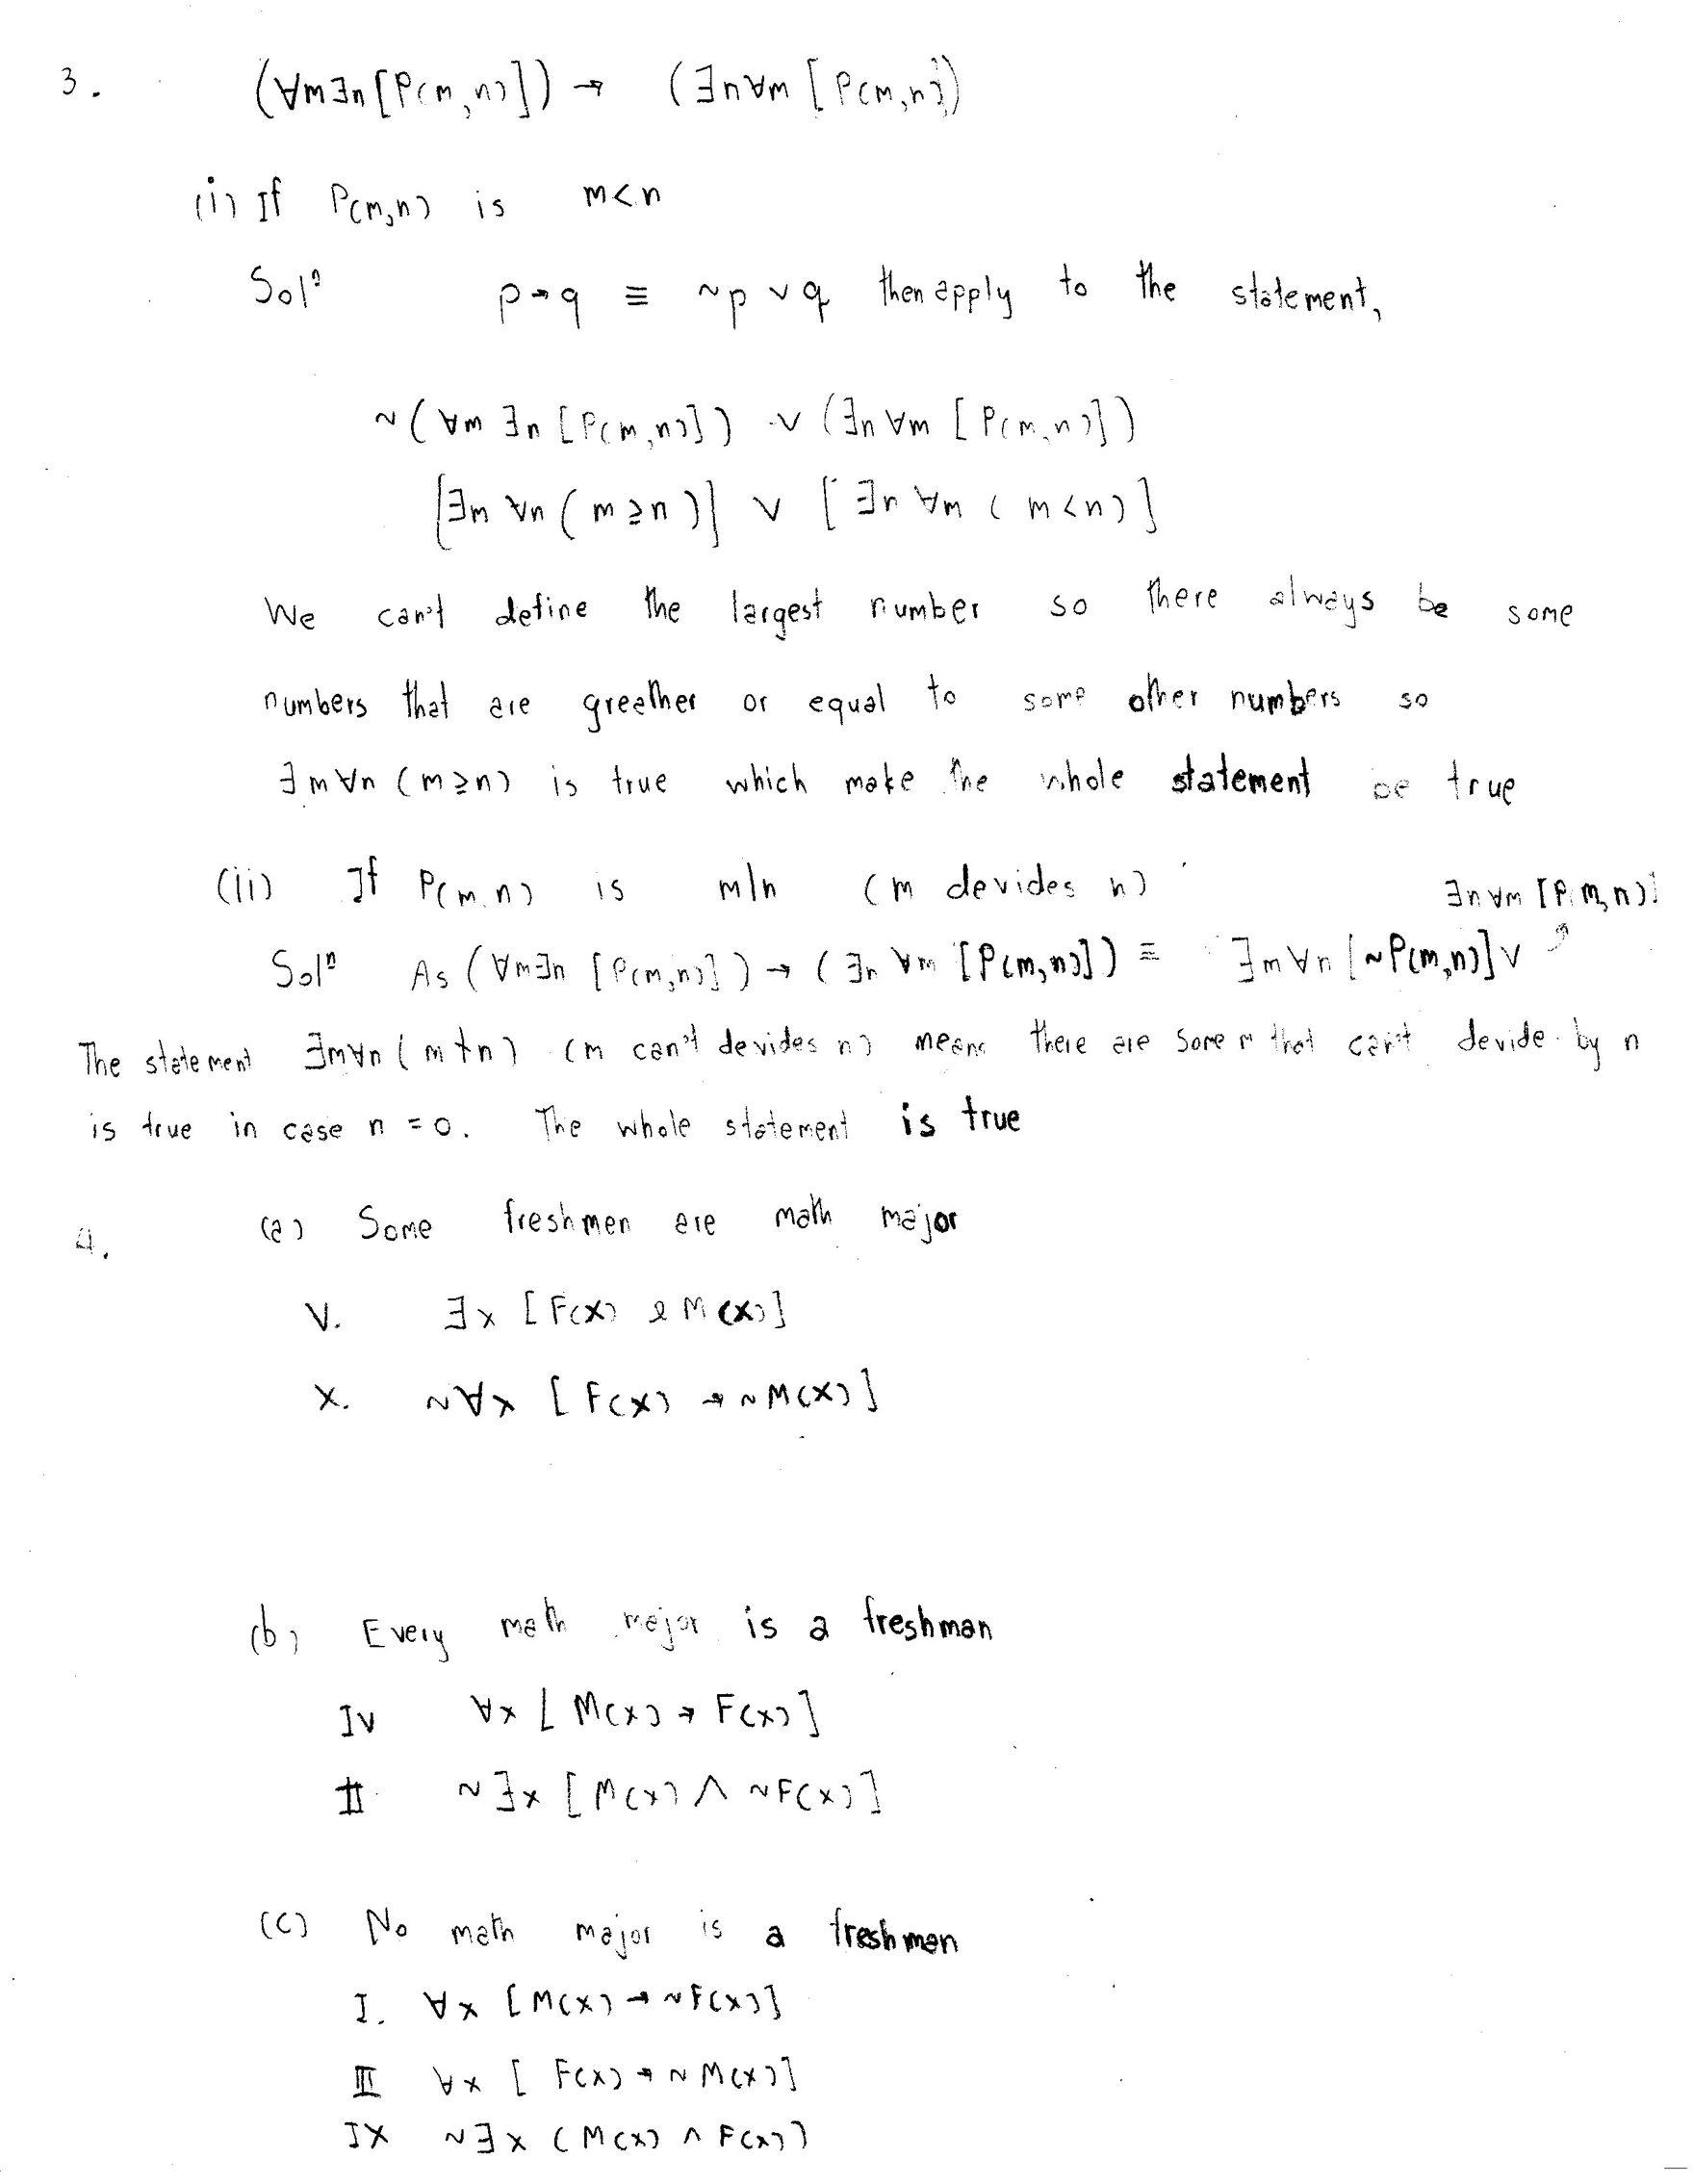 3. (∀m∃n[P(m,n)]) → (∃n∀m[P(m,n)])
(i) If P(m,n) is m<n
Solⁿ p→q ≡ ~p∨q then apply to the statement,
~(∀m ∃n [P(m,n)]) ∨ (∃n ∀m [P(m,n)])
[∃m ∀n (m≥n)] ∨ [∃n ∀m (m<n)]
We can't define the largest number so there always be some
numbers that are greather or equal to some other numbers so
∃m∀n (m≥n) is true which make the whole statement be true
(ii) If P(m,n) is m|n (m devides n)
∃n∀m [P(m,n)]
Solⁿ As (∀m∃n [P(m,n)]) → (∃n ∀m [P(m,n)]) ≡ ∃m∀n [~P(m,n)] ∨
The statement ∃m∀n (m∤n) (m can't devides n) means there are some m that can't devide by n
is true in case n=0. The whole statement is true
4. (a) Some freshmen are math major
V. ∃x [F(x) & M(x)]
X. ~∀x [F(x) → ~M(x)]
(b) Every math major is a freshman
IV ∀x [M(x) → F(x)]
II ~∃x [M(x) ∧ ~F(x)]
(c) No math major is a freshman
I. ∀x [M(x) → ~F(x)]
III ∀x [F(x) → ~M(x)]
IX ~∃x (M(x) ∧ F(x))